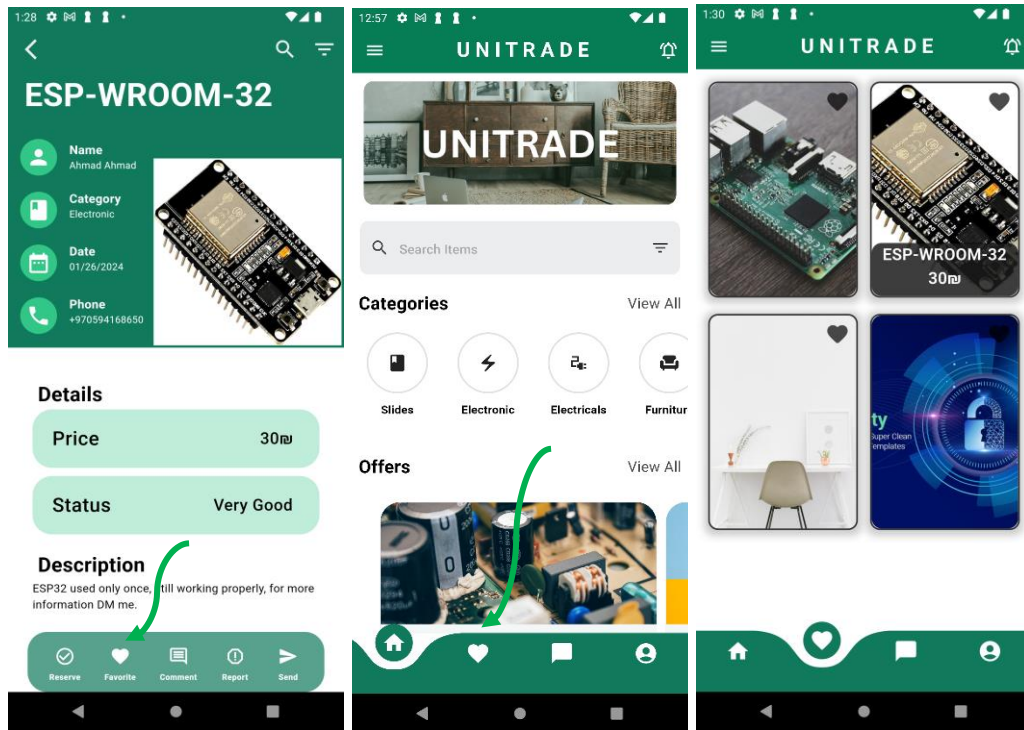 1:28
ESP-WROOM-32
Name
Ahmad Ahmad
Category
Electronic
Date
01/26/2024
Phone
+970594168650
Details
Price 30₪
Status Very Good
Description
ESP32 used only once, still working properly, for more
information DM me.
Reserve Favorite Comment Report Send
12:57
UNITRADE
UNITRADE
Search Items
Categories View All
Slides Electronic Electricals Furnitur
Offers View All
1:30
UNITRADE
ESP-WROOM-32
30₪
ty
Super Clean
emplates